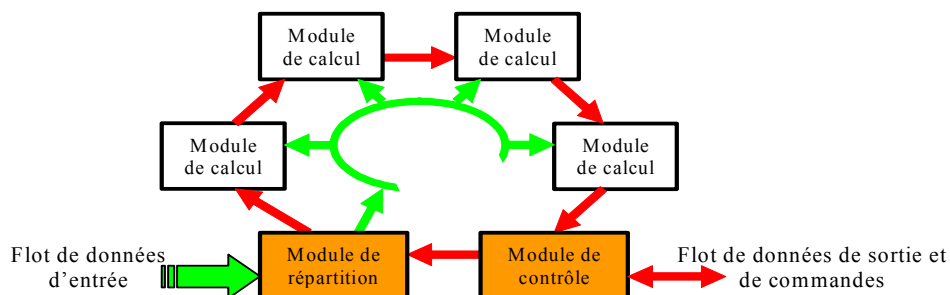 Module
de calcul
Module
de calcul
Module
de calcul
Module
de calcul
Flot de données
d'entrée
Module de
répartition
Module de
contrôle
Flot de données de sortie et
de commandes